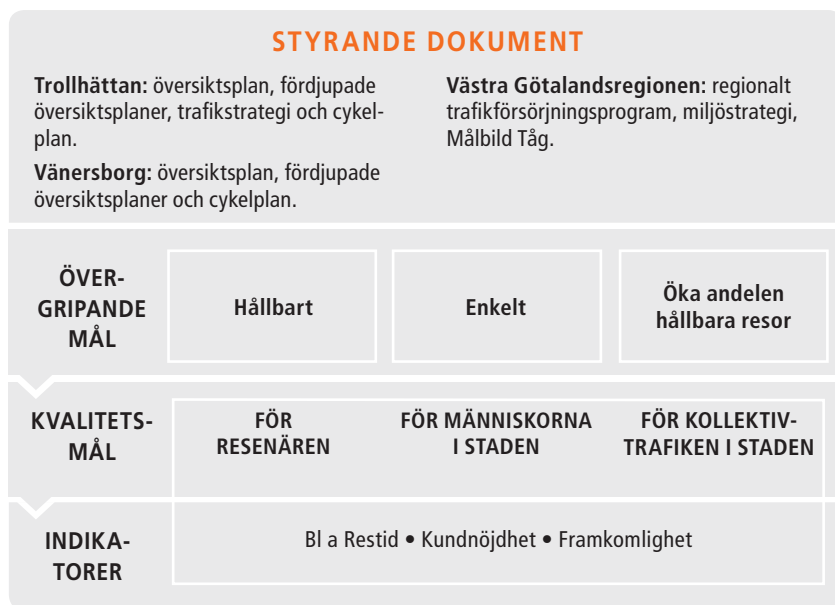 STYRANDE DOKUMENT
Trollhättan: översiktsplan, fördjupade
översiktsplaner, trafikstrategi och cykel-
plan.
Vänersborg: översiktsplan, fördjupade
översiktsplaner och cykelplan.
Västra Götalandsregionen: regionalt
trafikförsörjningsprogram, miljöstrategi,
Målbild Tåg.
ÖVER-
GRIPANDE
MÅL
Hållbart
Enkelt
Öka andelen
hållbara resor
KVALITETS-
MÅL
FÖR
RESENÄREN
FÖR MÄNNISKORNA
I STADEN
FÖR KOLLEKTIV-
TRAFIKEN I STADEN
INDIKA-
TORER
Bl a Restid • Kundnöjdhet • Framkomlighet